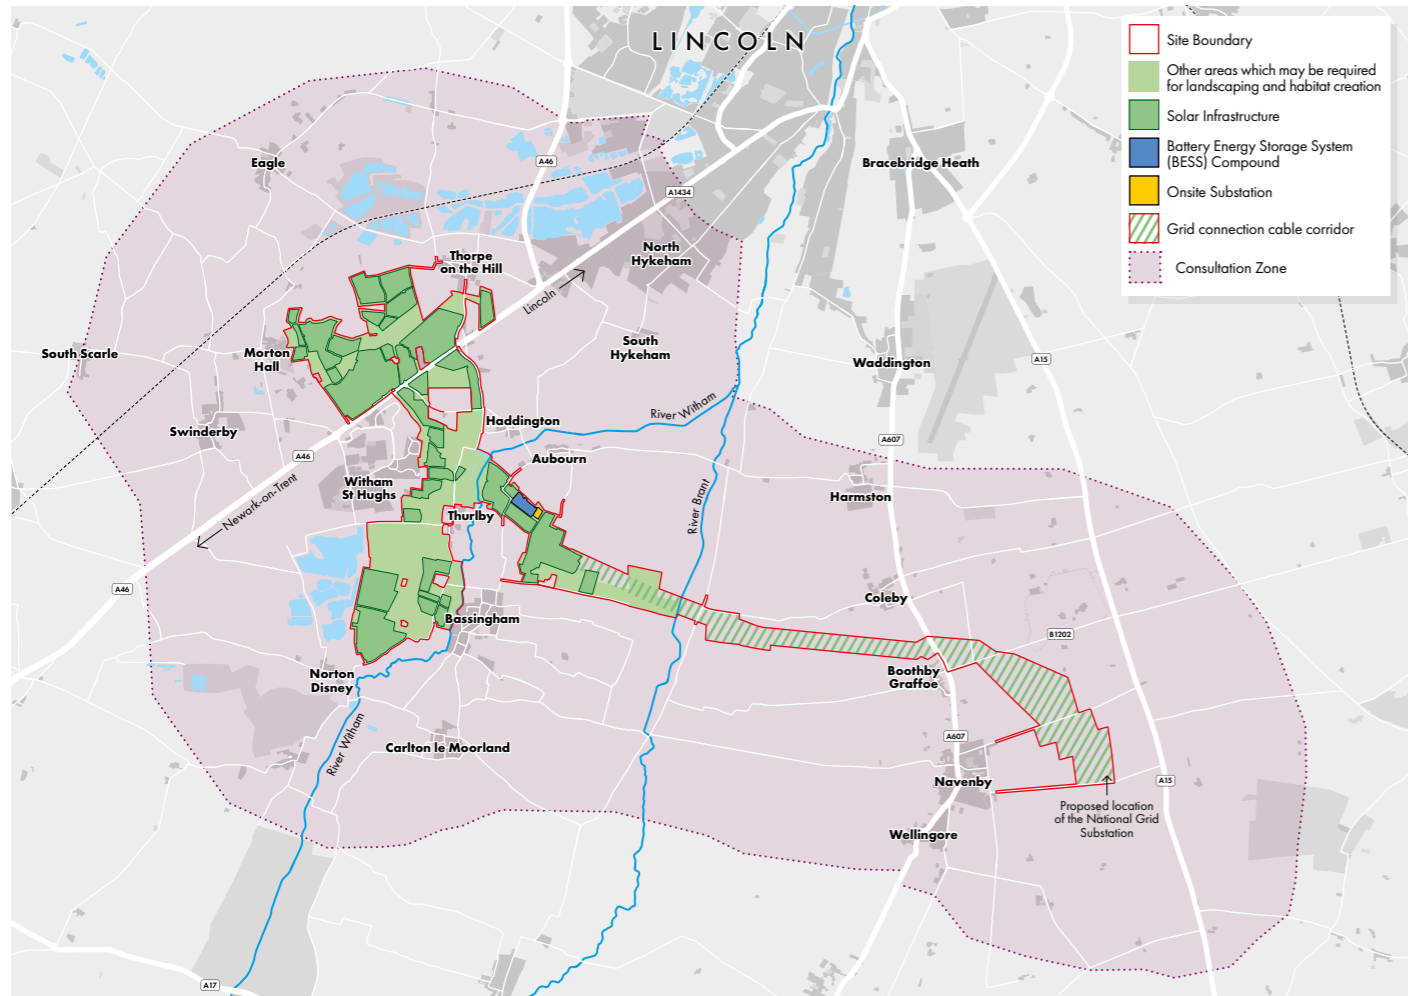 LINCOLN
Site Boundary
Other areas which may be required
for landscaping and habitat creation
Solar Infrastructure
Battery Energy Storage System
(BESS) Compound
Onsite Substation
Grid connection cable corridor
Consultation Zone
Eagle
A46
Bracebridge Heath
A1434
North
Hykeham
Thorpe
on the Hill
Lincoln
South Scarle
Morton
Hall
South
Hykeham
Waddington
A15
River Witham
Haddington
Swinderby
A607
A46
Aubourn
Witham
St Hughs
Newark-on-Trent
Harmston
River Brant
Thurlby
A46
Coleby
Bassingham
B1202
Boothby
Graffoe
Norton
Disney
River Witham
Carlton le Moorland
A607
Navenby
A15
Proposed location
of the National Grid
Substation
Wellingore
A17